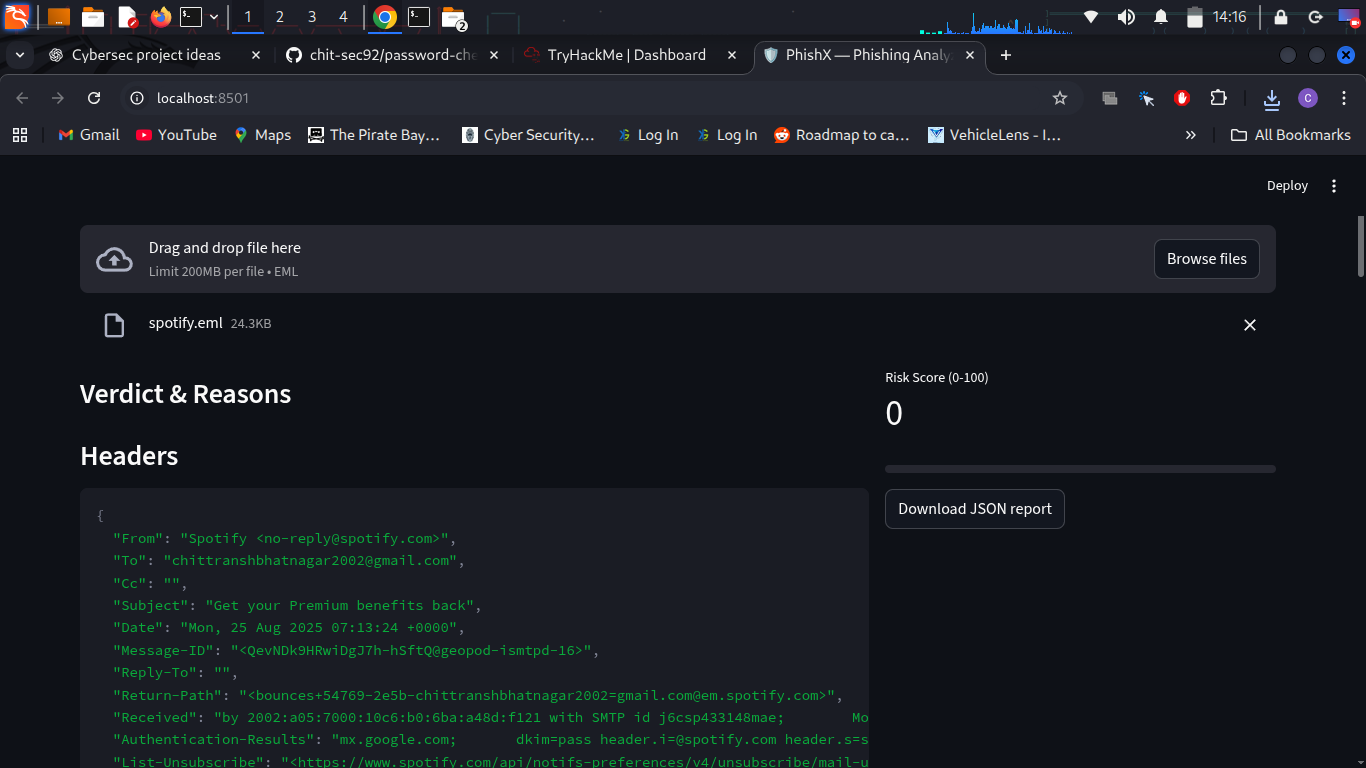 1 2 3 4 2 14:16
Cybersec project ideas chit-sec92/password-che TryHackMe | Dashboard PhishX — Phishing Analyz
localhost:8501 C
Gmail YouTube Maps The Pirate Bay... Cyber Security... Log In Log In Roadmap to ca... VehicleLens - I... » All Bookmarks
Deploy
Drag and drop file here
Limit 200MB per file • EML
Browse files
spotify.eml 24.3KB
Verdict & Reasons
Risk Score (0-100)
0
Headers
Download JSON report
{
"From": "Spotify <no-reply@spotify.com>",
"To": "chittranshbhatnagar2002@gmail.com",
"Cc": "",
"Subject": "Get your Premium benefits back",
"Date": "Mon, 25 Aug 2025 07:13:24 +0000",
"Message-ID": "<QevNDk9HRwiDgJ7h-hSftQ@geopod-ismtpd-16>",
"Reply-To": "",
"Return-Path": "<bounces+54769-2e5b-chittranshbhatnagar2002=gmail.com@em.spotify.com>",
"Received": "by 2002:a05:7000:10c6:b0:6ba:a48d:f121 with SMTP id j6csp433148mae; Mo
"Authentication-Results": "mx.google.com; dkim=pass header.i=@spotify.com header.s=s
"List-Unsubscribe": "<https://www.spotify.com/api/notifs-preferences/v4/unsubscribe/mail-u